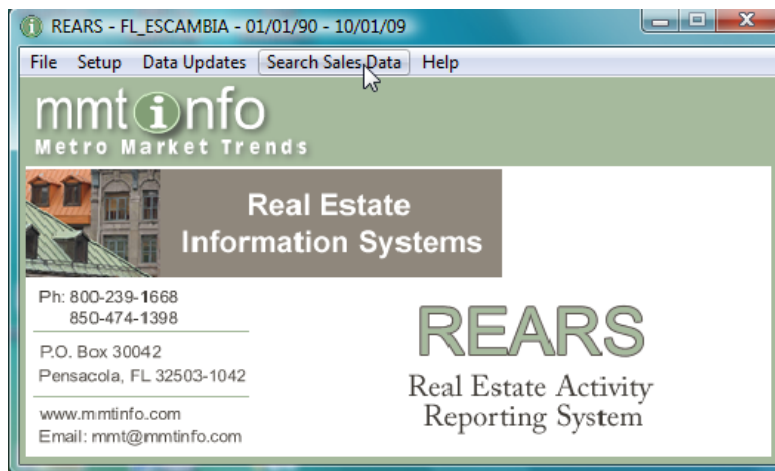 REARS - FL_ESCAMBIA - 01/01/90 - 10/01/09
File Setup Data Updates Search Sales Data Help
mmtinfo
Metro Market Trends
Real Estate
Information Systems
Ph: 800-239-1668
850-474-1398
P.O. Box 30042
Pensacola, FL 32503-1042
www.mmtinfo.com
Email: mmt@mmtinfo.com
REARS
Real Estate Activity
Reporting System